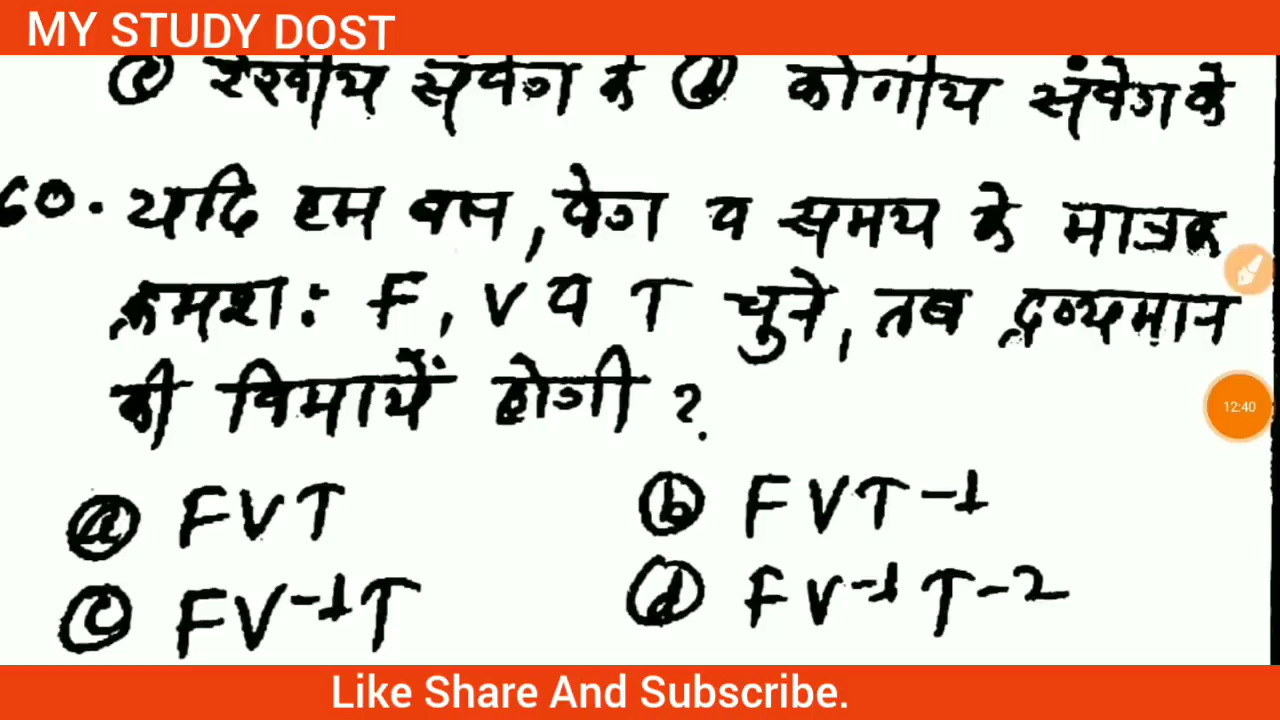 MY STUDY DOST
(c) रेखीय संवेग के (d) कोणीय संवेग के
60. यदि हम बल, वेग व समय के मात्रक
12:40
क्रमश: F, V व T चुने, तब द्रव्यमान
की विमायें होगी ?
(a) FVT (b) FVT-1
(c) FV-1T (d) FV-1T-2
Like Share And Subscribe.